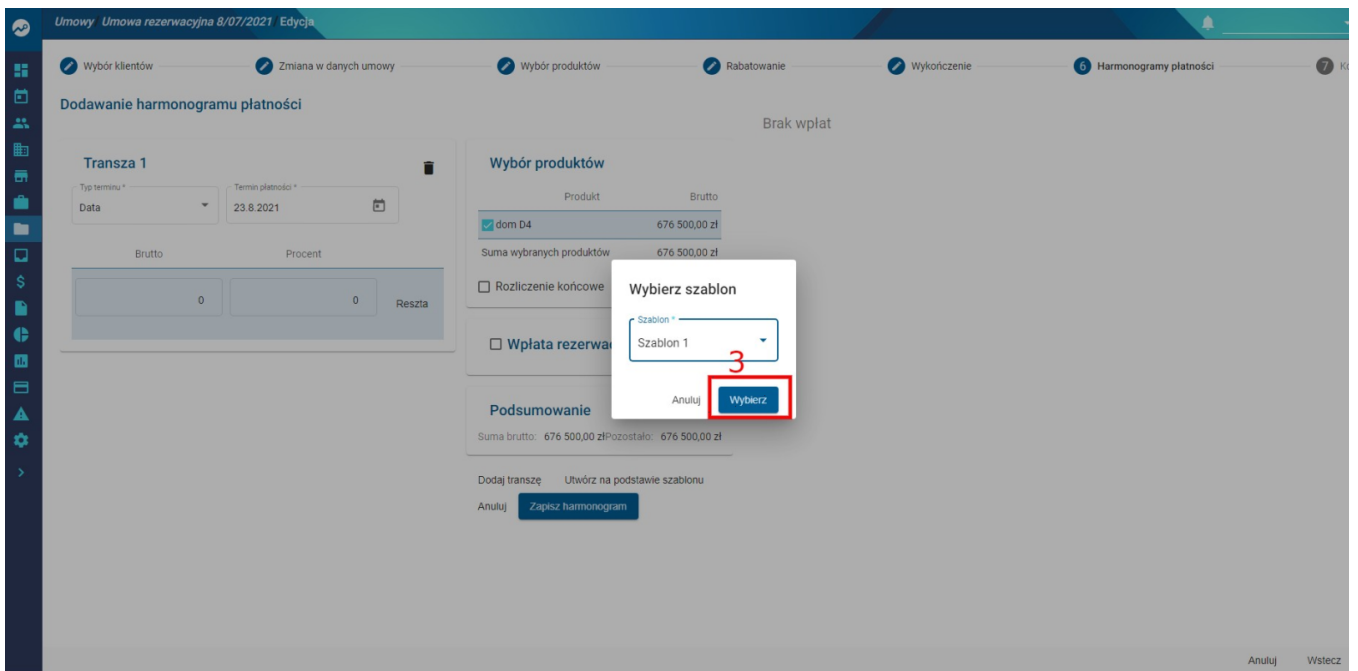 Umowy Umowa rezerwacyjna 8/07/2021 Edycja
Wybór klientów
Zmiana w danych umowy
Wybór produktów
Rabatowanie
Wykończenie
6 Harmonogramy płatności
7
Dodawanie harmonogramu płatności
Brak wpłat
Transza 1
Typ terminu *
Data
Termin płatności *
23.8.2021
Brutto Procent
0 0 Reszta
Wybór produktów
Produkt Brutto
dom D4 676 500,00 zł
Suma wybranych produktów 676 500,00 zł
Rozliczenie końcowe
Wpłata
Podsumowanie
Suma brutto: 676 500,00 zł Pozostało: 676 500,00 zł
Dodaj transzę Utwórz na podstawie szablonu
Anuluj Zapisz harmonogram
Wybierz szablon
Szablon *
Szablon 1
3
Anuluj Wybierz
Anuluj Wstecz